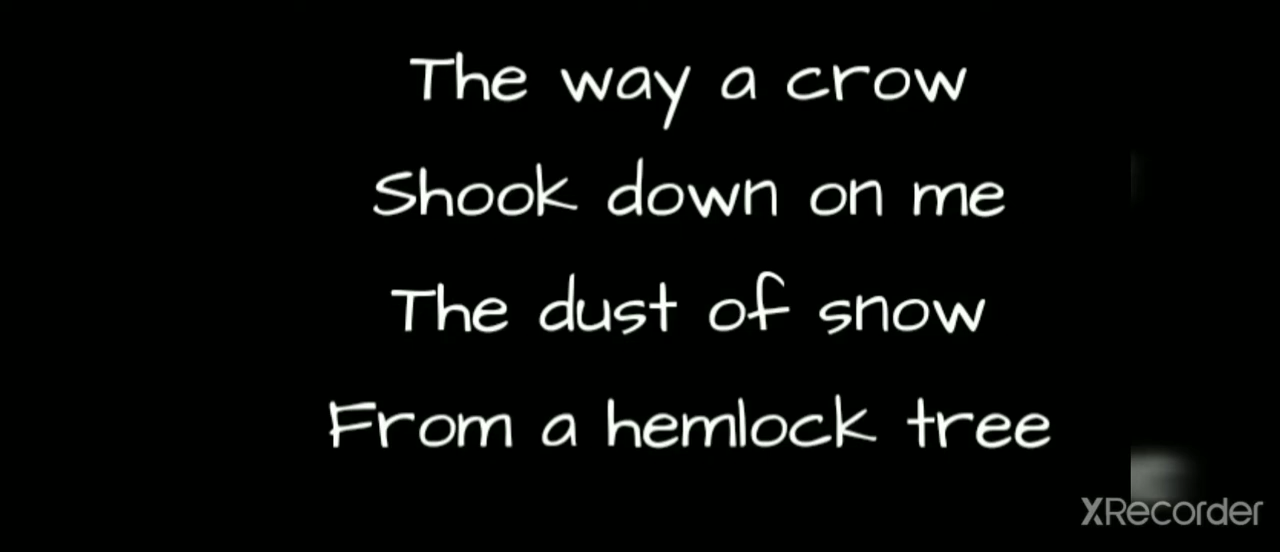 The way a crow
Shook down on me
The dust of snow
From a hemlock tree
XRecorder